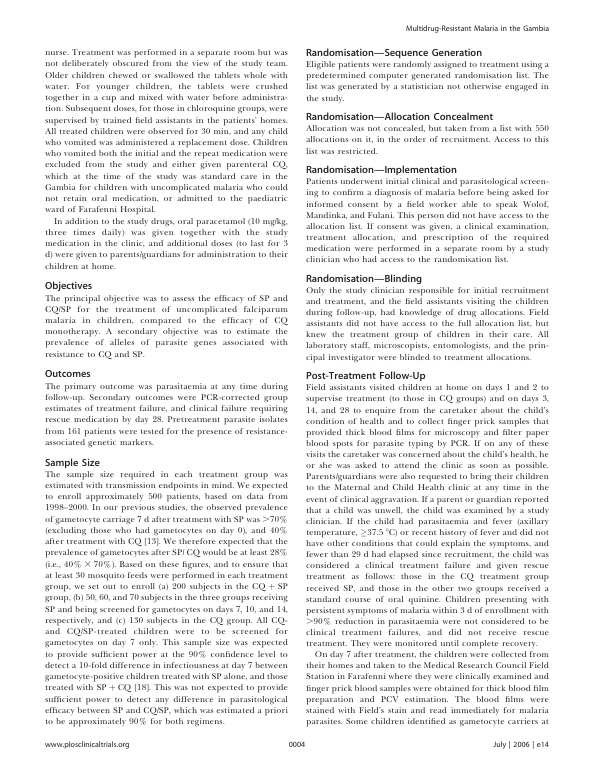 Multidrug-Resistant Malaria in the Gambia
nurse. Treatment was performed in a separate room but was
not deliberately obscured from the view of the study team.
Older children chewed or swallowed the tablets whole with
water. For younger children, the tablets were crushed
together in a cup and mixed with water before administra-
tion. Subsequent doses, for those in chloroquine groups, were
supervised by trained field assistants in the patients' homes.
All treated children were observed for 30 min, and any child
who vomited was administered a replacement dose. Children
who vomited both the initial and the repeat medication were
excluded from the study and either given parenteral CQ,
which at the time of the study was standard care in the
Gambia for children with uncomplicated malaria who could
not retain oral medication, or admitted to the paediatric
ward of Farafenni Hospital.
In addition to the study drugs, oral paracetamol (10 mg/kg,
three times daily) was given together with the study
medication in the clinic, and additional doses (to last for 3
d) were given to parents/guardians for administration to their
children at home.
Objectives
The principal objective was to assess the efficacy of SP and
CQ/SP for the treatment of uncomplicated falciparum
malaria in children, compared to the efficacy of CQ
monotherapy. A secondary objective was to estimate the
prevalence of alleles of parasite genes associated with
resistance to CQ and SP.
Outcomes
The primary outcome was parasitaemia at any time during
follow-up. Secondary outcomes were PCR-corrected group
estimates of treatment failure, and clinical failure requiring
rescue medication by day 28. Pretreatment parasite isolates
from 161 patients were tested for the presence of resistance-
associated genetic markers.
Sample Size
The sample size required in each treatment group was
estimated with transmission endpoints in mind. We expected
to enroll approximately 500 patients, based on data from
1998–2000. In our previous studies, the observed prevalence
of gametocyte carriage 7 d after treatment with SP was >70%
(excluding those who had gametocytes on day 0), and 40%
after treatment with CQ [13]. We therefore expected that the
prevalence of gametocytes after SP/CQ would be at least 28%
(i.e., 40% × 70%). Based on these figures, and to ensure that
at least 30 mosquito feeds were performed in each treatment
group, we set out to enroll (a) 200 subjects in the CQ + SP
group, (b) 50, 60, and 70 subjects in the three groups receiving
SP and being screened for gametocytes on days 7, 10, and 14,
respectively, and (c) 130 subjects in the CQ group. All CQ-
and CQ/SP-treated children were to be screened for
gametocytes on day 7 only. This sample size was expected
to provide sufficient power at the 90% confidence level to
detect a 10-fold difference in infectiousness at day 7 between
gametocyte-positive children treated with SP alone, and those
treated with SP + CQ [18]. This was not expected to provide
sufficient power to detect any difference in parasitological
efficacy between SP and CQ/SP, which was estimated a priori
to be approximately 90% for both regimens.
Randomisation—Sequence Generation
Eligible patients were randomly assigned to treatment using a
predetermined computer generated randomisation list. The
list was generated by a statistician not otherwise engaged in
the study.
Randomisation—Allocation Concealment
Allocation was not concealed, but taken from a list with 550
allocations on it, in the order of recruitment. Access to this
list was restricted.
Randomisation—Implementation
Patients underwent initial clinical and parasitological screen-
ing to confirm a diagnosis of malaria before being asked for
informed consent by a field worker able to speak Wolof,
Mandinka, and Fulani. This person did not have access to the
allocation list. If consent was given, a clinical examination,
treatment allocation, and prescription of the required
medication were performed in a separate room by a study
clinician who had access to the randomisation list.
Randomisation—Blinding
Only the study clinician responsible for initial recruitment
and treatment, and the field assistants visiting the children
during follow-up, had knowledge of drug allocations. Field
assistants did not have access to the full allocation list, but
knew the treatment group of children in their care. All
laboratory staff, microscopists, entomologists, and the prin-
cipal investigator were blinded to treatment allocations.
Post-Treatment Follow-Up
Field assistants visited children at home on days 1 and 2 to
supervise treatment (to those in CQ groups) and on days 3,
14, and 28 to enquire from the caretaker about the child's
condition of health and to collect finger prick samples that
provided thick blood films for microscopy and filter paper
blood spots for parasite typing by PCR. If on any of these
visits the caretaker was concerned about the child's health, he
or she was asked to attend the clinic as soon as possible.
Parents/guardians were also requested to bring their children
to the Maternal and Child Health clinic at any time in the
event of clinical aggravation. If a parent or guardian reported
that a child was unwell, the child was examined by a study
clinician. If the child had parasitaemia and fever (axillary
temperature, ≥37.5 °C) or recent history of fever and did not
have other conditions that could explain the symptoms, and
fewer than 29 d had elapsed since recruitment, the child was
considered a clinical treatment failure and given rescue
treatment as follows: those in the CQ treatment group
received SP, and those in the other two groups received a
standard course of oral quinine. Children presenting with
persistent symptoms of malaria within 3 d of enrollment with
>90% reduction in parasitaemia were not considered to be
clinical treatment failures, and did not receive rescue
treatment. They were monitored until complete recovery.
On day 7 after treatment, the children were collected from
their homes and taken to the Medical Research Council Field
Station in Farafenni where they were clinically examined and
finger prick blood samples were obtained for thick blood film
preparation and PCV estimation. The blood films were
stained with Field's stain and read immediately for malaria
parasites. Some children identified as gametocyte carriers at
www.plosclinicaltrials.org
0004
July | 2006 | e14